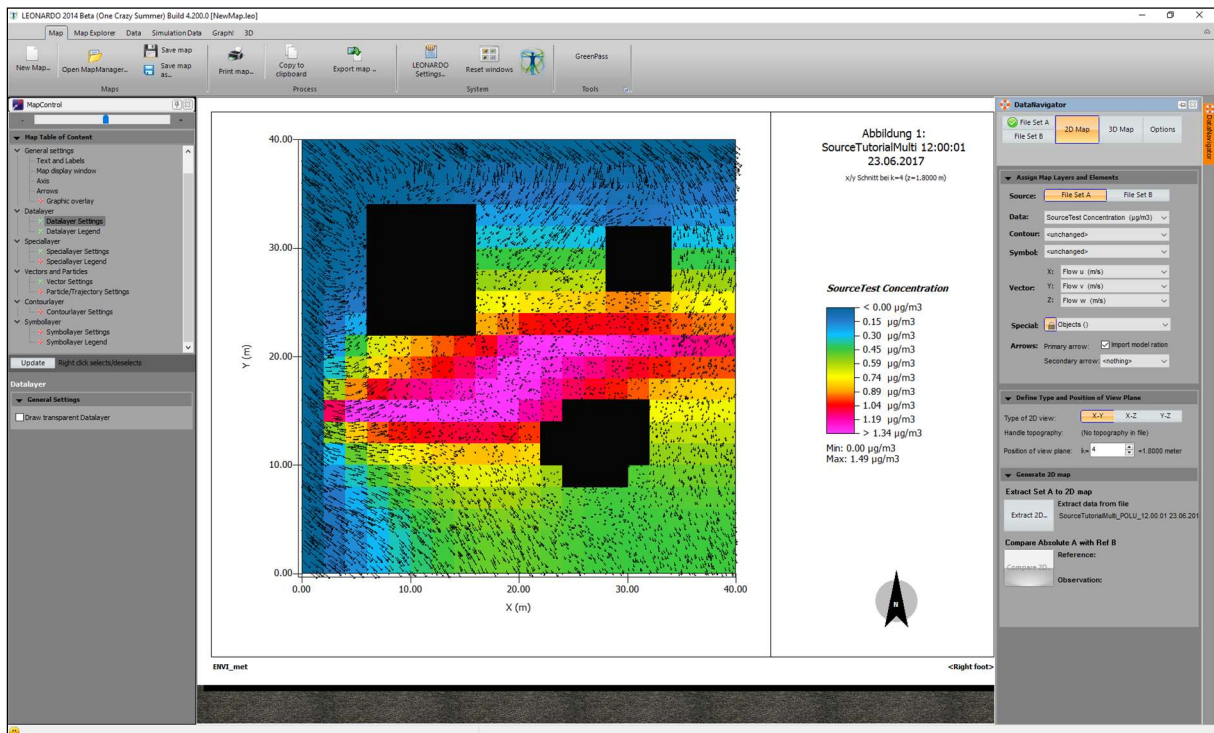 LEONARDO 2014 Beta (One Crazy Summer) Build 4.200.0 [NewMap.leo]
Map Map Explorer Data Simulation Data Graph! 3D
New Map...
Open MapManager...
Save map
Save map as...
Print map...
Copy to clipboard
Export map ...
LEONARDO Settings...
Reset windows
GreenPass
Maps Process System Tools
MapControl
- +
Map Table of Content
General settings
Text and Labels
Map display window
Axis
Arrows
Graphic overlay
Datalayer
Datalayer Settings
Datalayer Legend
Speciallayer
Speciallayer Settings
Speciallayer Legend
Vectors and Particles
Vector Settings
Particle/Trajectory Settings
Contourlayer
Contourlayer Settings
Symbollayer
Symbollayer Settings
Symbollayer Legend
Update Right click selects/deselects
Datalayer
General Settings
Draw transparent Datalayer
40.00
30.00
20.00
10.00
0.00
Y (m)
0.00 10.00 20.00 30.00 40.00
X (m)
Abbildung 1:
SourceTutorialMulti 12:00:01
23.06.2017
x/y Schnitt bei k=4 (z=1.8000 m)
SourceTest Concentration
< 0.00 µg/m3
0.15 µg/m3
0.30 µg/m3
0.45 µg/m3
0.59 µg/m3
0.74 µg/m3
0.89 µg/m3
1.04 µg/m3
1.19 µg/m3
> 1.34 µg/m3
Min: 0.00 µg/m3
Max: 1.49 µg/m3
N
ENVI_met <Right foot>
DataNavigator
DataNavigator
File Set A
File Set B
2D Map 3D Map Options
Assign Map Layers and Elements
Source: File Set A File Set B
Data: SourceTest Concentration (µg/m3)
Contour: <unchanged>
Symbol: <unchanged>
X: Flow u (m/s)
Vector: Y: Flow v (m/s)
Z: Flow w (m/s)
Special: Objects ()
Arrows: Primary arrow: Import model ration
Secondary arrow: <nothing>
Define Type and Position of View Plane
Type of 2D view: X-Y X-Z Y-Z
Handle topography: (No topography in file)
Position of view plane: k= 4 =1.8000 meter
Generate 2D map
Extract Set A to 2D map
Extract data from file
Extract 2D... SourceTutorialMulti_POLU_12.00.01 23.06.201
Compare Absolute A with Ref B
Reference:
Compare 2D...
Observation: